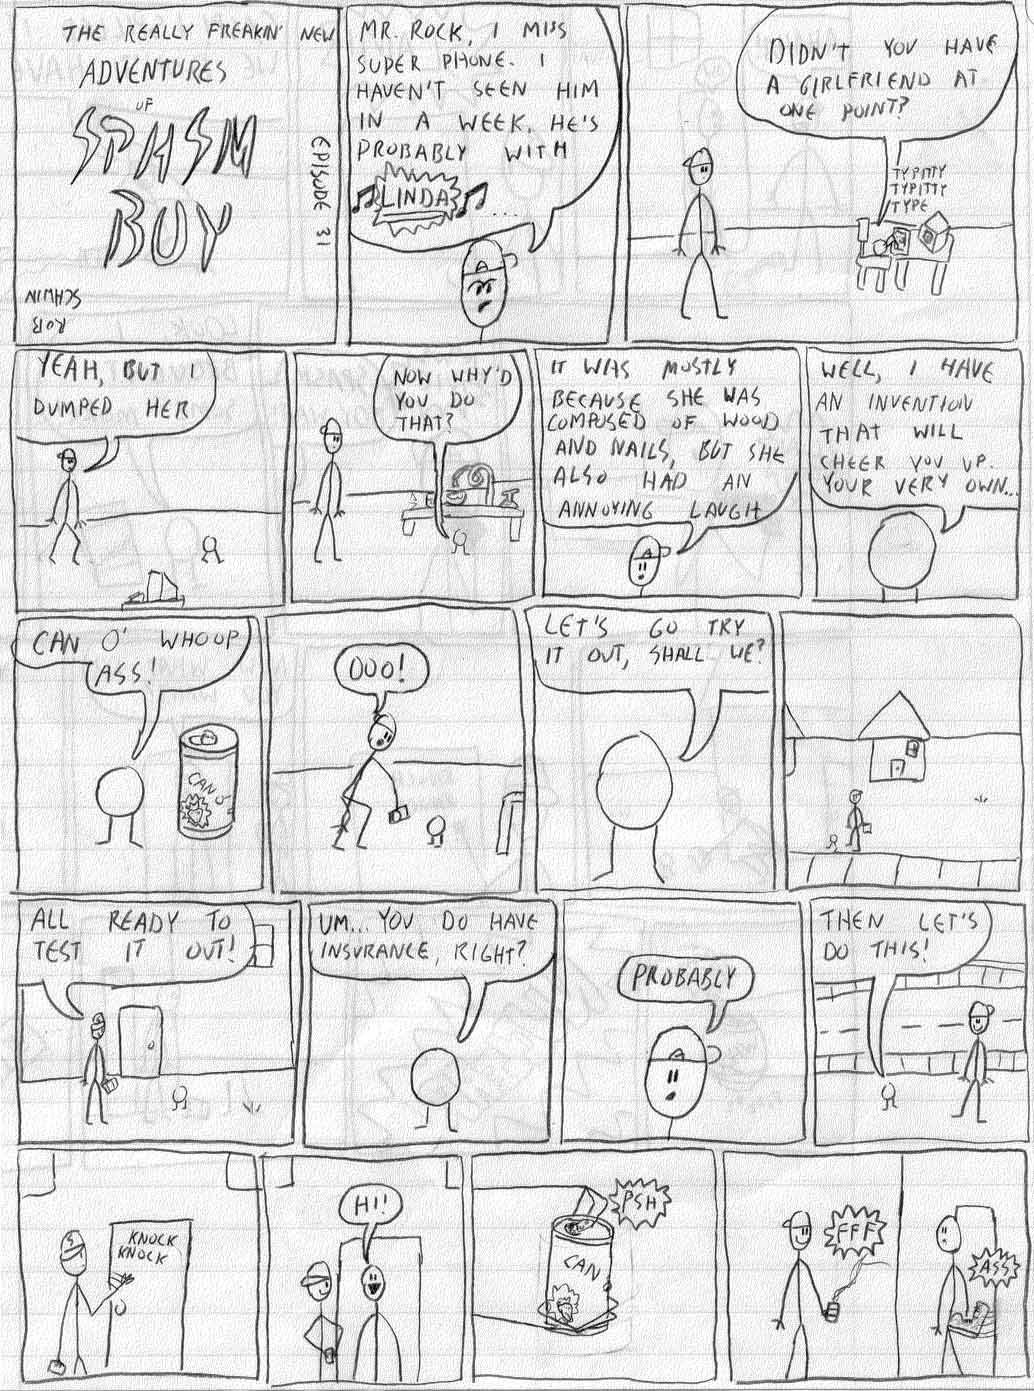 THE REALLY FREAKIN' NEW
ADVENTURES
OF
SPASM
BUY
EPISODE 31
ROB
SCHWIN
MR. ROCK, I MISS
SUPER PHONE. I
HAVEN'T SEEN HIM
IN A WEEK. HE'S
PROBABLY WITH
♫LINDA♫...
DIDN'T YOU HAVE
A GIRLFRIEND AT
ONE POINT?
TYPITTY
TYPITTY
TYPE
YEAH, BUT I
DUMPED HER
NOW WHY'D
YOU DO
THAT?
IT WAS MOSTLY
BECAUSE SHE WAS
COMPOSED OF WOOD
AND NAILS, BUT SHE
ALSO HAD AN
ANNOYING LAUGH
WELL, I HAVE
AN INVENTION
THAT WILL
CHEER YOU UP.
YOUR VERY OWN...
CAN O' WHOOP
ASS!
CAN O'
OOO!
LET'S GO TRY
IT OUT, SHALL WE?
ALL READY TO
TEST IT OUT!
UM... YOU DO HAVE
INSURANCE, RIGHT?
PROBABLY
THEN LET'S
DO THIS!
KNOCK
KNOCK
HI!
PSH
CAN
FFF
ASS